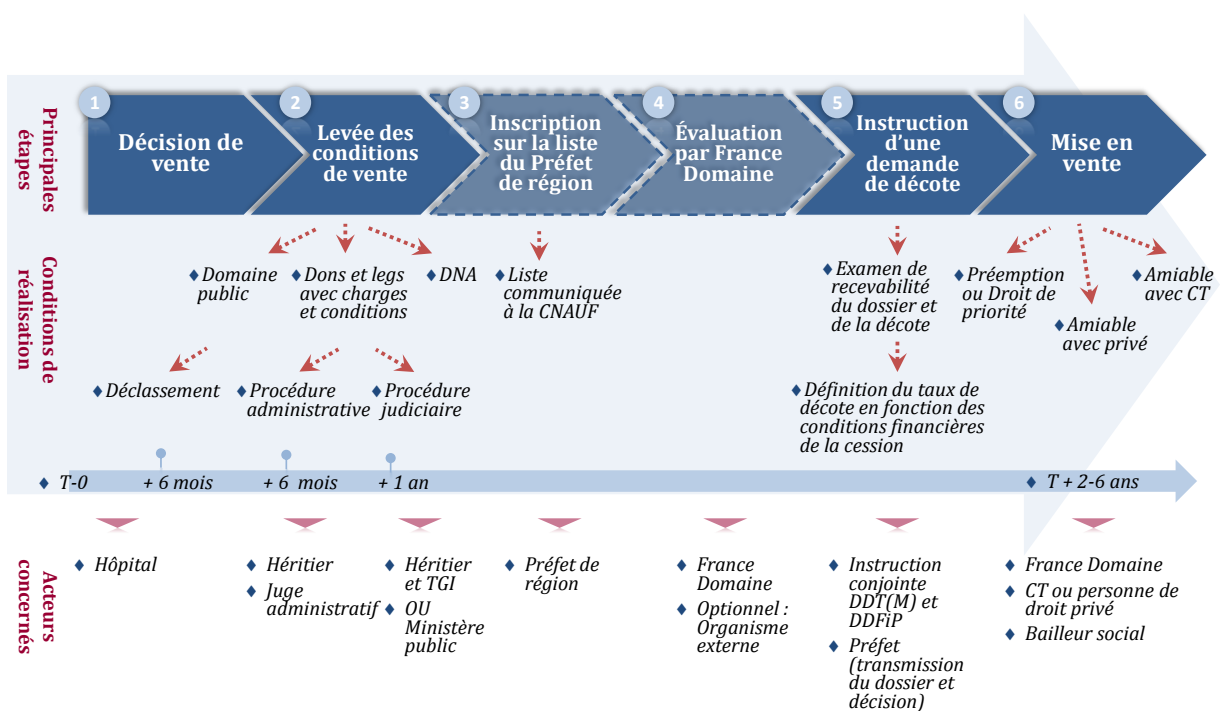 Principales
étapes
1
Décision de
vente
2
Levée des
conditions
de vente
3
Inscription
sur la liste
du Préfet
de région
4
Évaluation
par France
Domaine
5
Instruction
d'une
demande
de décote
6
Mise en
vente
Conditions de
réalisation
♦ Domaine
public
♦ Dons et legs
avec charges
et conditions
♦ DNA
♦ Liste
communiquée
à la CNAUF
♦ Examen de
recevabilité
du dossier et
de la décote
♦ Préemption
ou Droit de
priorité
♦ Amiable
avec privé
♦ Amiable
avec CT
♦ Déclassement
♦ Procédure
administrative
♦ Procédure
judiciaire
♦ Définition du taux de
décote en fonction des
conditions financières
de la cession
♦ T-0
+ 6 mois
+ 6 mois
+ 1 an
♦ T + 2-6 ans
Acteurs
concernés
♦ Hôpital
♦ Héritier
♦ Juge
administratif
♦ Héritier
et TGI
♦ OU
Ministère
public
♦ Préfet de
région
♦ France
Domaine
♦ Optionnel :
Organisme
externe
♦ Instruction
conjointe
DDT(M) et
DDFiP
♦ Préfet
(transmission
du dossier et
décision)
♦ France Domaine
♦ CT ou personne de
droit privé
♦ Bailleur social